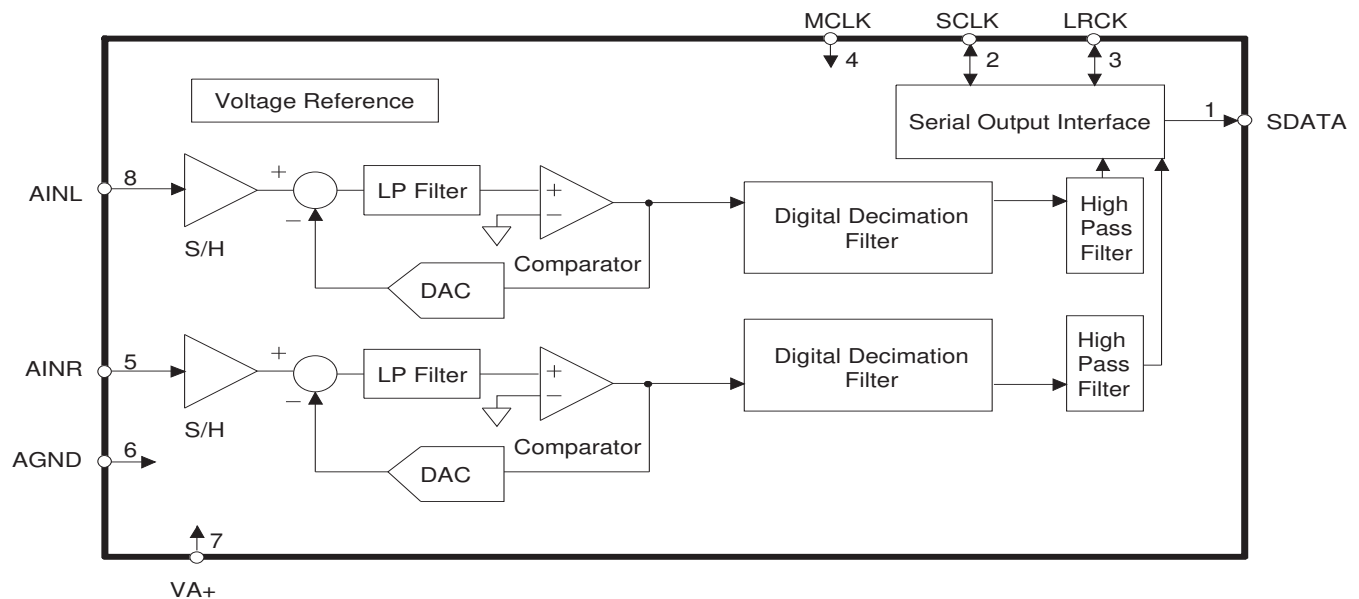 MCLK SCLK LRCK
4 2 3
Voltage Reference
Serial Output Interface
1
SDATA
AINL
8
S/H
+
−
LP Filter
+
−
Comparator
DAC
Digital Decimation
Filter
High
Pass
Filter
AINR
5
S/H
+
−
LP Filter
+
−
Comparator
DAC
Digital Decimation
Filter
High
Pass
Filter
AGND
6
7
VA+